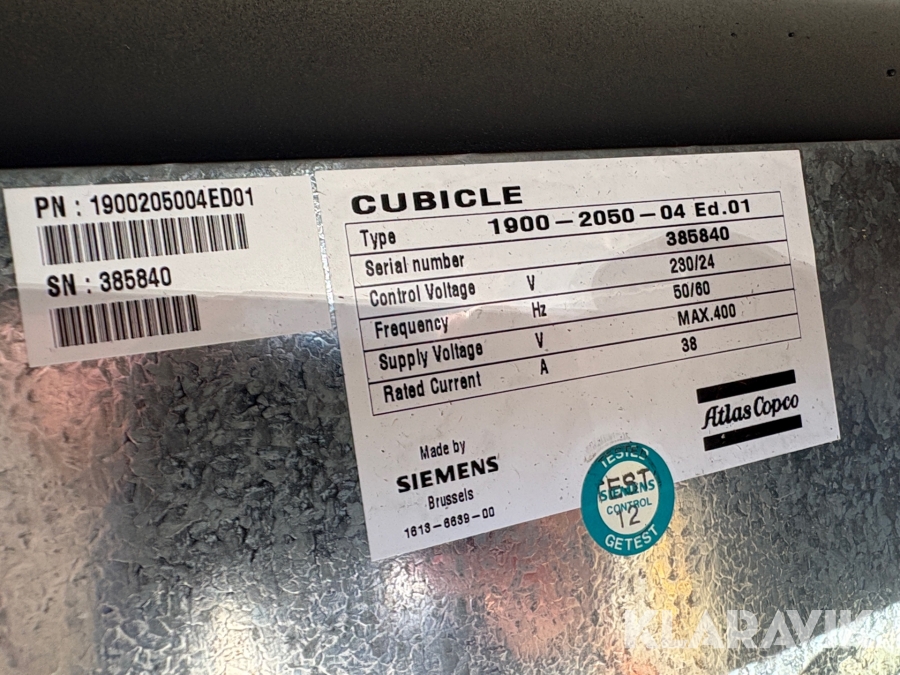 PN : 1900205004ED01
SN : 385840
CUBICLE
Type 1900-2050-04 Ed.01
Serial number 385840
Control Voltage V 230/24
Frequency Hz 50/60
Supply Voltage V MAX.400
Rated Current A 38
Made by
SIEMENS
Brussels
1613-6639-00
Atlas Copco
TESTED
TEST
SIEMENS
CONTROL
12
GETEST
KLARAVIK